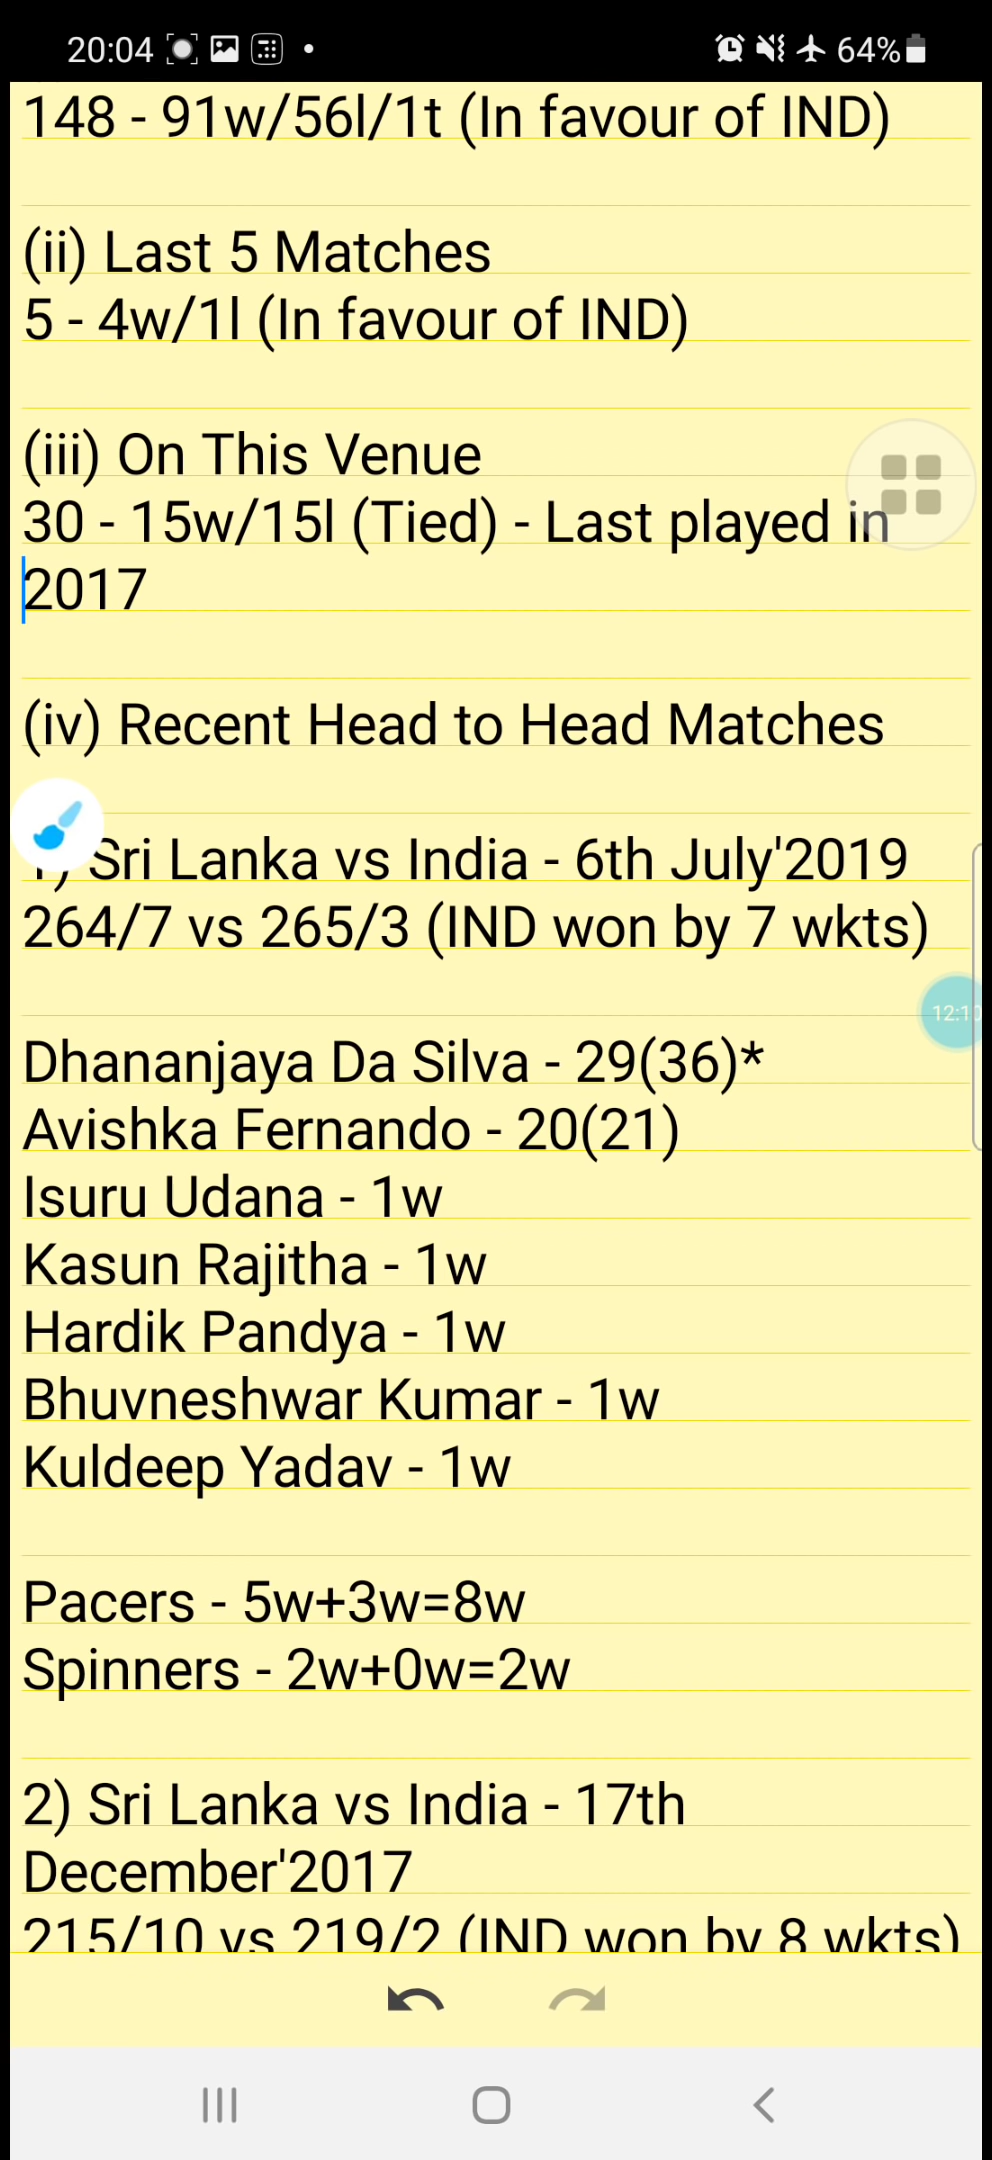 20:04 64%
148 - 91w/56l/1t (In favour of IND)
(ii) Last 5 Matches
5 - 4w/1l (In favour of IND)
(iii) On This Venue
30 - 15w/15l (Tied) - Last played in
2017
(iv) Recent Head to Head Matches
1) Sri Lanka vs India - 6th July'2019
264/7 vs 265/3 (IND won by 7 wkts)
12:10
Dhananjaya Da Silva - 29(36)*
Avishka Fernando - 20(21)
Isuru Udana - 1w
Kasun Rajitha - 1w
Hardik Pandya - 1w
Bhuvneshwar Kumar - 1w
Kuldeep Yadav - 1w
Pacers - 5w+3w=8w
Spinners - 2w+0w=2w
2) Sri Lanka vs India - 17th
December'2017
215/10 vs 219/2 (IND won by 8 wkts)